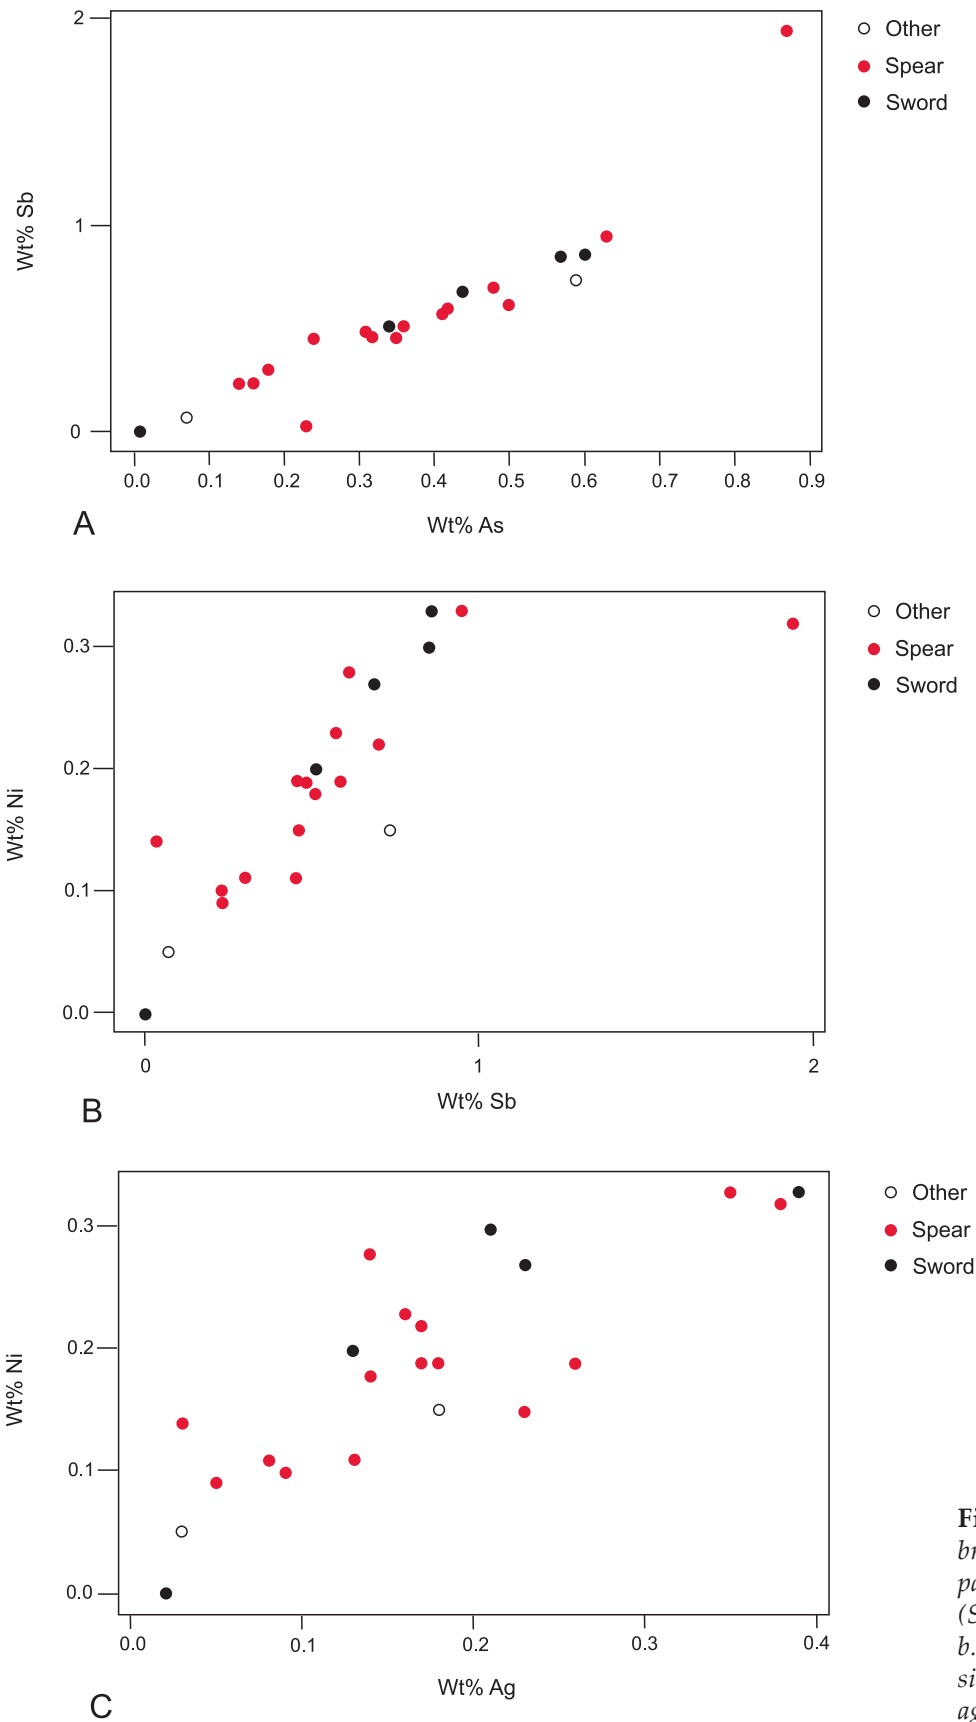 2
1
0
Wt% Sb
0.0 0.1 0.2 0.3 0.4 0.5 0.6 0.7 0.8 0.9
Wt% As
A
Other
Spear
Sword
0.3
0.2
0.1
0.0
Wt% Ni
0 1 2
Wt% Sb
B
Other
Spear
Sword
0.3
0.2
0.1
0.0
Wt% Ni
0.0 0.1 0.2 0.3 0.4
Wt% Ag
C
Other
Spear
Sword
b.